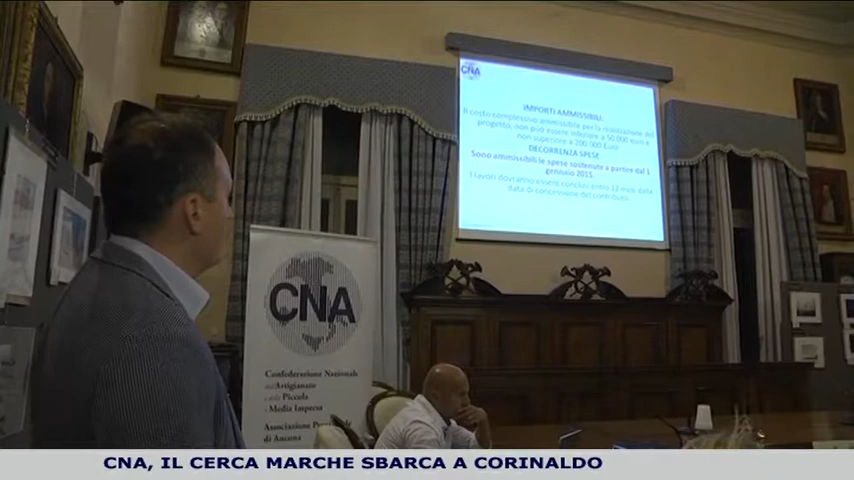 CNA
IMPORTI AMMISSIBILI:
Il costo complessivo ammissibile per la realizzazione del
progetto, non può essere inferiore a 50.000 euro e
non superiore a 200.000 Euro
DECORRENZA SPESE
Sono ammissibili le spese sostenute a partire dal 1
gennaio 2015.
I lavori dovranno essere conclusi entro 12 mesi dalla
data di concessione del contributo.
CNA
Confederazione Nazionale
dell'Artigianato
e della Piccola
e Media Impresa
Associazione
di Ancona
CNA, IL CERCA MARCHE SBARCA A CORINALDO